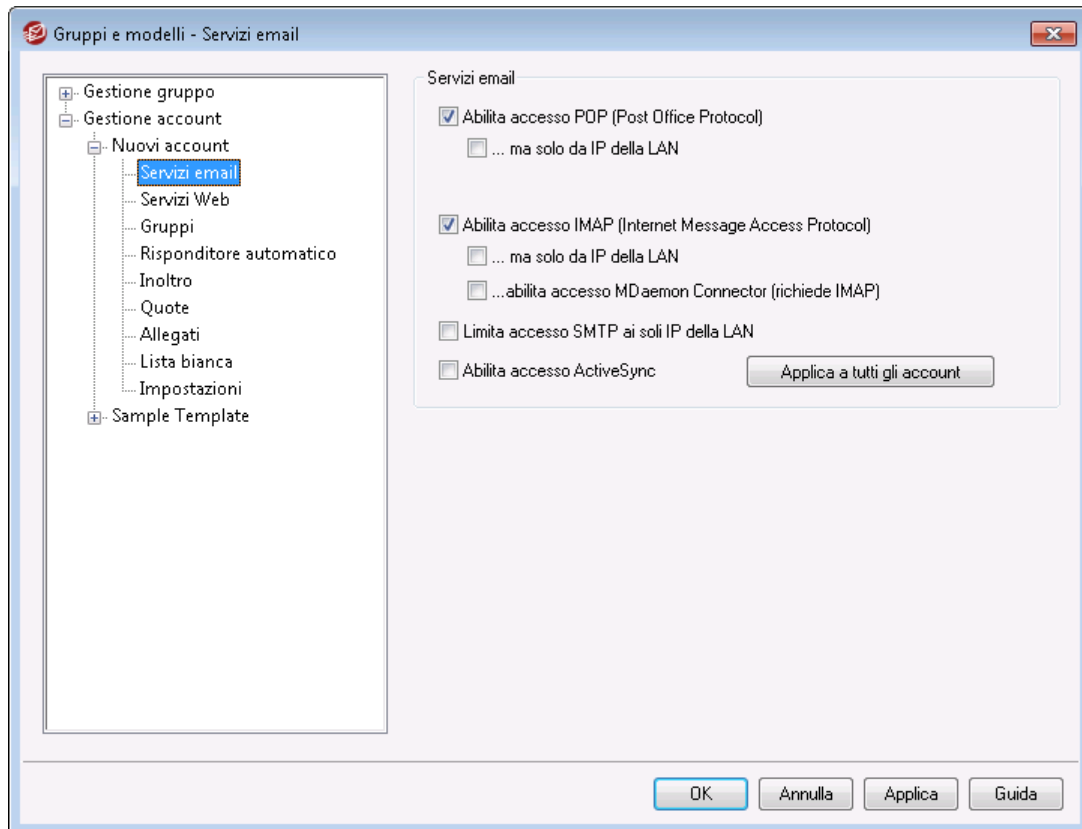 Gruppi e modelli - Servizi email
Gestione gruppo
Gestione account
Nuovi account
Servizi email
Servizi Web
Gruppi
Risponditore automatico
Inoltro
Quote
Allegati
Lista bianca
Impostazioni
Sample Template
Servizi email
Abilita accesso POP (Post Office Protocol)
... ma solo da IP della LAN
Abilita accesso IMAP (Internet Message Access Protocol)
... ma solo da IP della LAN
...abilita accesso MDaemon Connector (richiede IMAP)
Limita accesso SMTP ai soli IP della LAN
Abilita accesso ActiveSync
Applica a tutti gli account
OK
Annulla
Applica
Guida